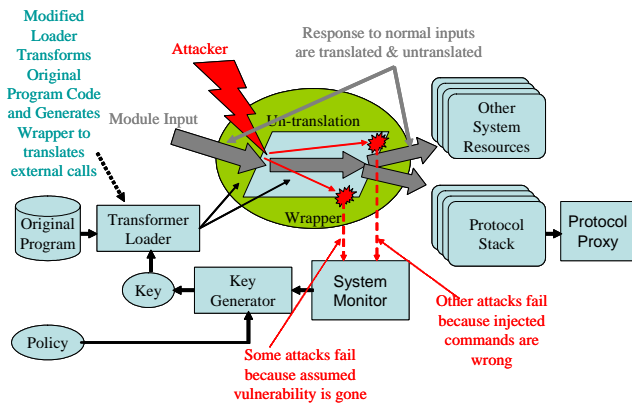 Modified
Loader
Transforms
Original
Program Code
and Generates
Wrapper to
translates
external calls
Attacker
Response to normal inputs
are translated & untranslated
Un-translation
Module Input
Wrapper
Other
System
Resources
Original
Program
Transformer
Loader
Protocol
Stack
Protocol
Proxy
Key
Key
Generator
System
Monitor
Policy
Some attacks fail
because assumed
vulnerability is gone
Other attacks fail
because injected
commands are
wrong